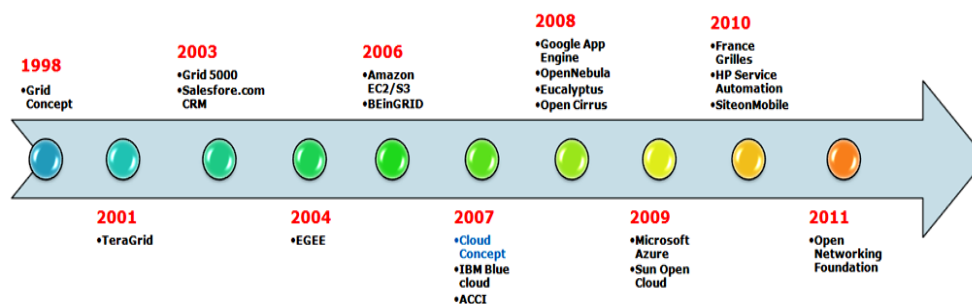 1998
•Grid
Concept
2001
•TeraGrid
2003
•Grid 5000
•Salesfore.com
CRM
2004
•EGEE
2006
•Amazon
EC2/S3
•BEinGRID
2007
•Cloud
Concept
•IBM Blue
cloud
•ACCI
2008
•Google App
Engine
•OpenNebula
•Eucalyptus
•Open Cirrus
2009
•Microsoft
Azure
•Sun Open
Cloud
2010
•France
Grilles
•HP Service
Automation
•SiteonMobile
2011
•Open
Networking
Foundation